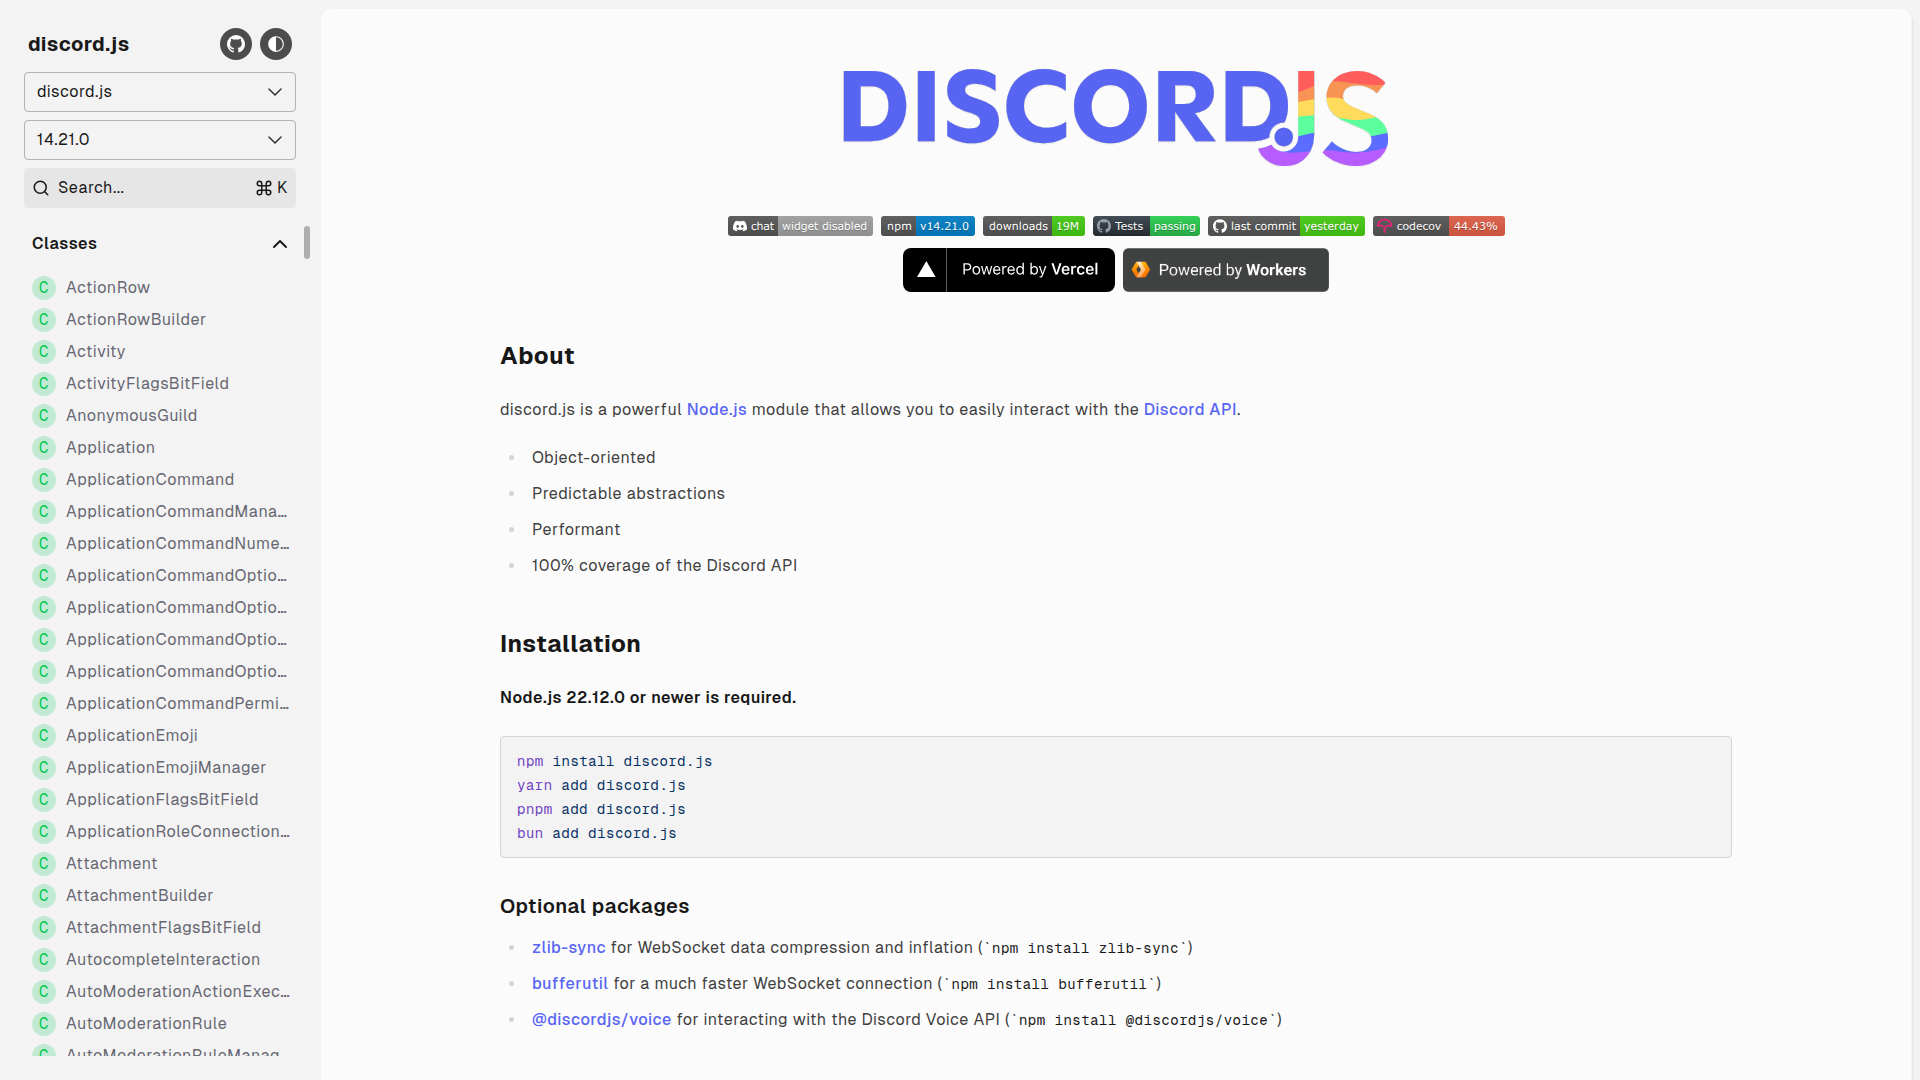 discord.js
discord.js
14.21.0
Search... ⌘ K
Classes
C ActionRow
C ActionRowBuilder
C Activity
C ActivityFlagsBitField
C AnonymousGuild
C Application
C ApplicationCommand
C ApplicationCommandMana…
C ApplicationCommandNume…
C ApplicationCommandOptio…
C ApplicationCommandOptio…
C ApplicationCommandOptio…
C ApplicationCommandOptio…
C ApplicationCommandPermi…
C ApplicationEmoji
C ApplicationEmojiManager
C ApplicationFlagsBitField
C ApplicationRoleConnection…
C Attachment
C AttachmentBuilder
C AttachmentFlagsBitField
C AutocompleteInteraction
C AutoModerationActionExec…
C AutoModerationRule
C AutoModerationRuleManag
DISCORD.JS
chat widget disabled npm v14.21.0 downloads 19M Tests passing last commit yesterday codecov 44.43%
Powered by Vercel Powered by Workers
About
discord.js is a powerful Node.js module that allows you to easily interact with the Discord API.
• Object-oriented
• Predictable abstractions
• Performant
• 100% coverage of the Discord API
Installation
Node.js 22.12.0 or newer is required.
npm install discord.js
yarn add discord.js
pnpm add discord.js
bun add discord.js
Optional packages
• zlib-sync for WebSocket data compression and inflation (`npm install zlib-sync`)
• bufferutil for a much faster WebSocket connection (`npm install bufferutil`)
• @discordjs/voice for interacting with the Discord Voice API (`npm install @discordjs/voice`)